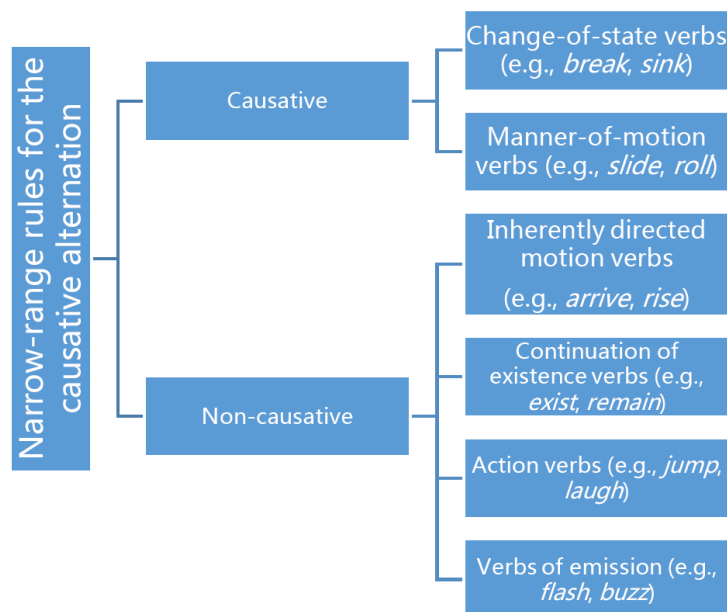 Narrow-range rules for the
causative alternation
Causative
Change-of-state verbs
(e.g., break, sink)
Manner-of-motion
verbs (e.g., slide, roll)
Non-causative
Inherently directed
motion verbs
(e.g., arrive, rise)
Continuation of
existence verbs (e.g.,
exist, remain)
Action verbs (e.g., jump,
laugh)
Verbs of emission (e.g.,
flash, buzz)